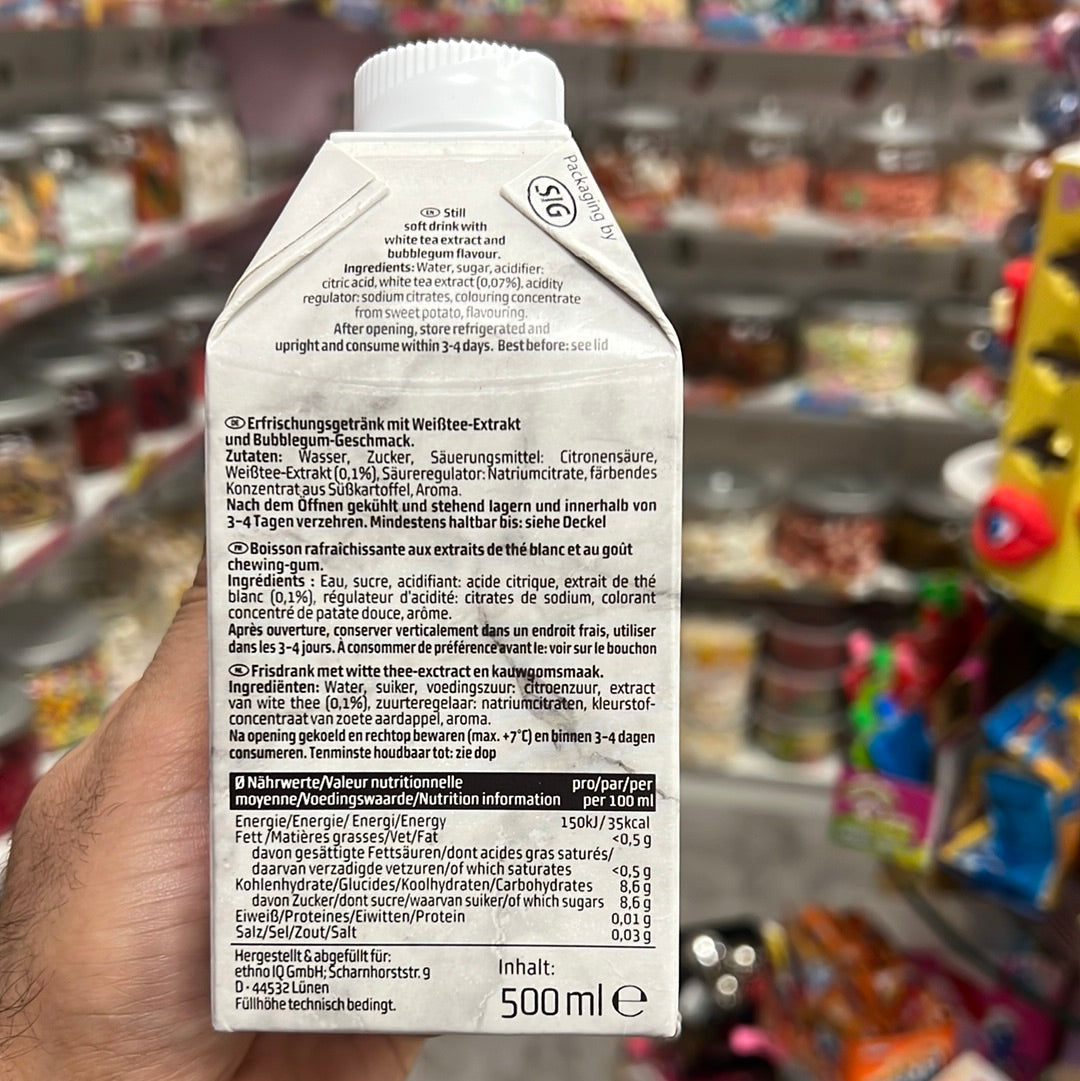 Packaging by
SIG
EN Still
soft drink with
white tea extract and
bubblegum flavour.
Ingredients: Water, sugar, acidifier:
citric acid, white tea extract (0,07%), acidity
regulator: sodium citrates, colouring concentrate
from sweet potato, flavouring.
After opening, store refrigerated and
upright and consume within 3-4 days. Best before: see lid
DE Erfrischungsgetränk mit Weißtee-Extrakt
und Bubblegum-Geschmack.
Zutaten: Wasser, Zucker, Säuerungsmittel: Citronensäure,
Weißtee-Extrakt (0,1%), Säureregulator: Natriumcitrate, färbendes
Konzentrat aus Süßkartoffel, Aroma.
Nach dem Öffnen gekühlt und stehend lagern und innerhalb von
3-4 Tagen verzehren. Mindestens haltbar bis: siehe Deckel
FR Boisson rafraîchissante aux extraits de thé blanc et au goût
chewing-gum.
Ingrédients : Eau, sucre, acidifiant: acide citrique, extrait de thé
blanc (0,1%), régulateur d'acidité: citrates de sodium, colorant
concentré de patate douce, arôme.
Après ouverture, conserver verticalement dans un endroit frais, utiliser
dans les 3-4 jours. À consommer de préférence avant le: voir sur le bouchon
NL Frisdrank met witte thee-exctract en kauwgomsmaak.
Ingrediënten: Water, suiker, voedingszuur: citroenzuur, extract
van wite thee (0,1%), zuurteregelaar: natriumcitraten, kleurstof-
concentraat van zoete aardappel, aroma.
Na opening gekoeld en rechtop bewaren (max. +7°C) en binnen 3-4 dagen
consumeren. Tenminste houdbaar tot: zie dop
Ø Nährwerte/Valeur nutritionnelle pro/par/per
moyenne/Voedingswaarde/Nutrition information per 100 ml
Energie/Energie/ Energi/Energy 150kJ/35kcal
Fett/Matières grasses/Vet/Fat <0,5 g
davon gesättigte Fettsäuren/dont acides gras saturés/
daarvan verzadigde vetzuren/of which saturates <0,5 g
Kohlenhydrate/Glucides/Koolhydraten/Carbohydrates 8,6 g
davon Zucker/dont sucre/waarvan suiker/of which sugars 8,6 g
Eiweiß/Proteines/Eiwitten/Protein 0,01 g
Salz/Sel/Zout/Salt 0,03 g
Hergestellt & abgefüllt für:
ethno IQ GmbH; Scharnhorststr. 9
D-44532 Lünen
Füllhöhe technisch bedingt.
Inhalt:
500 ml e